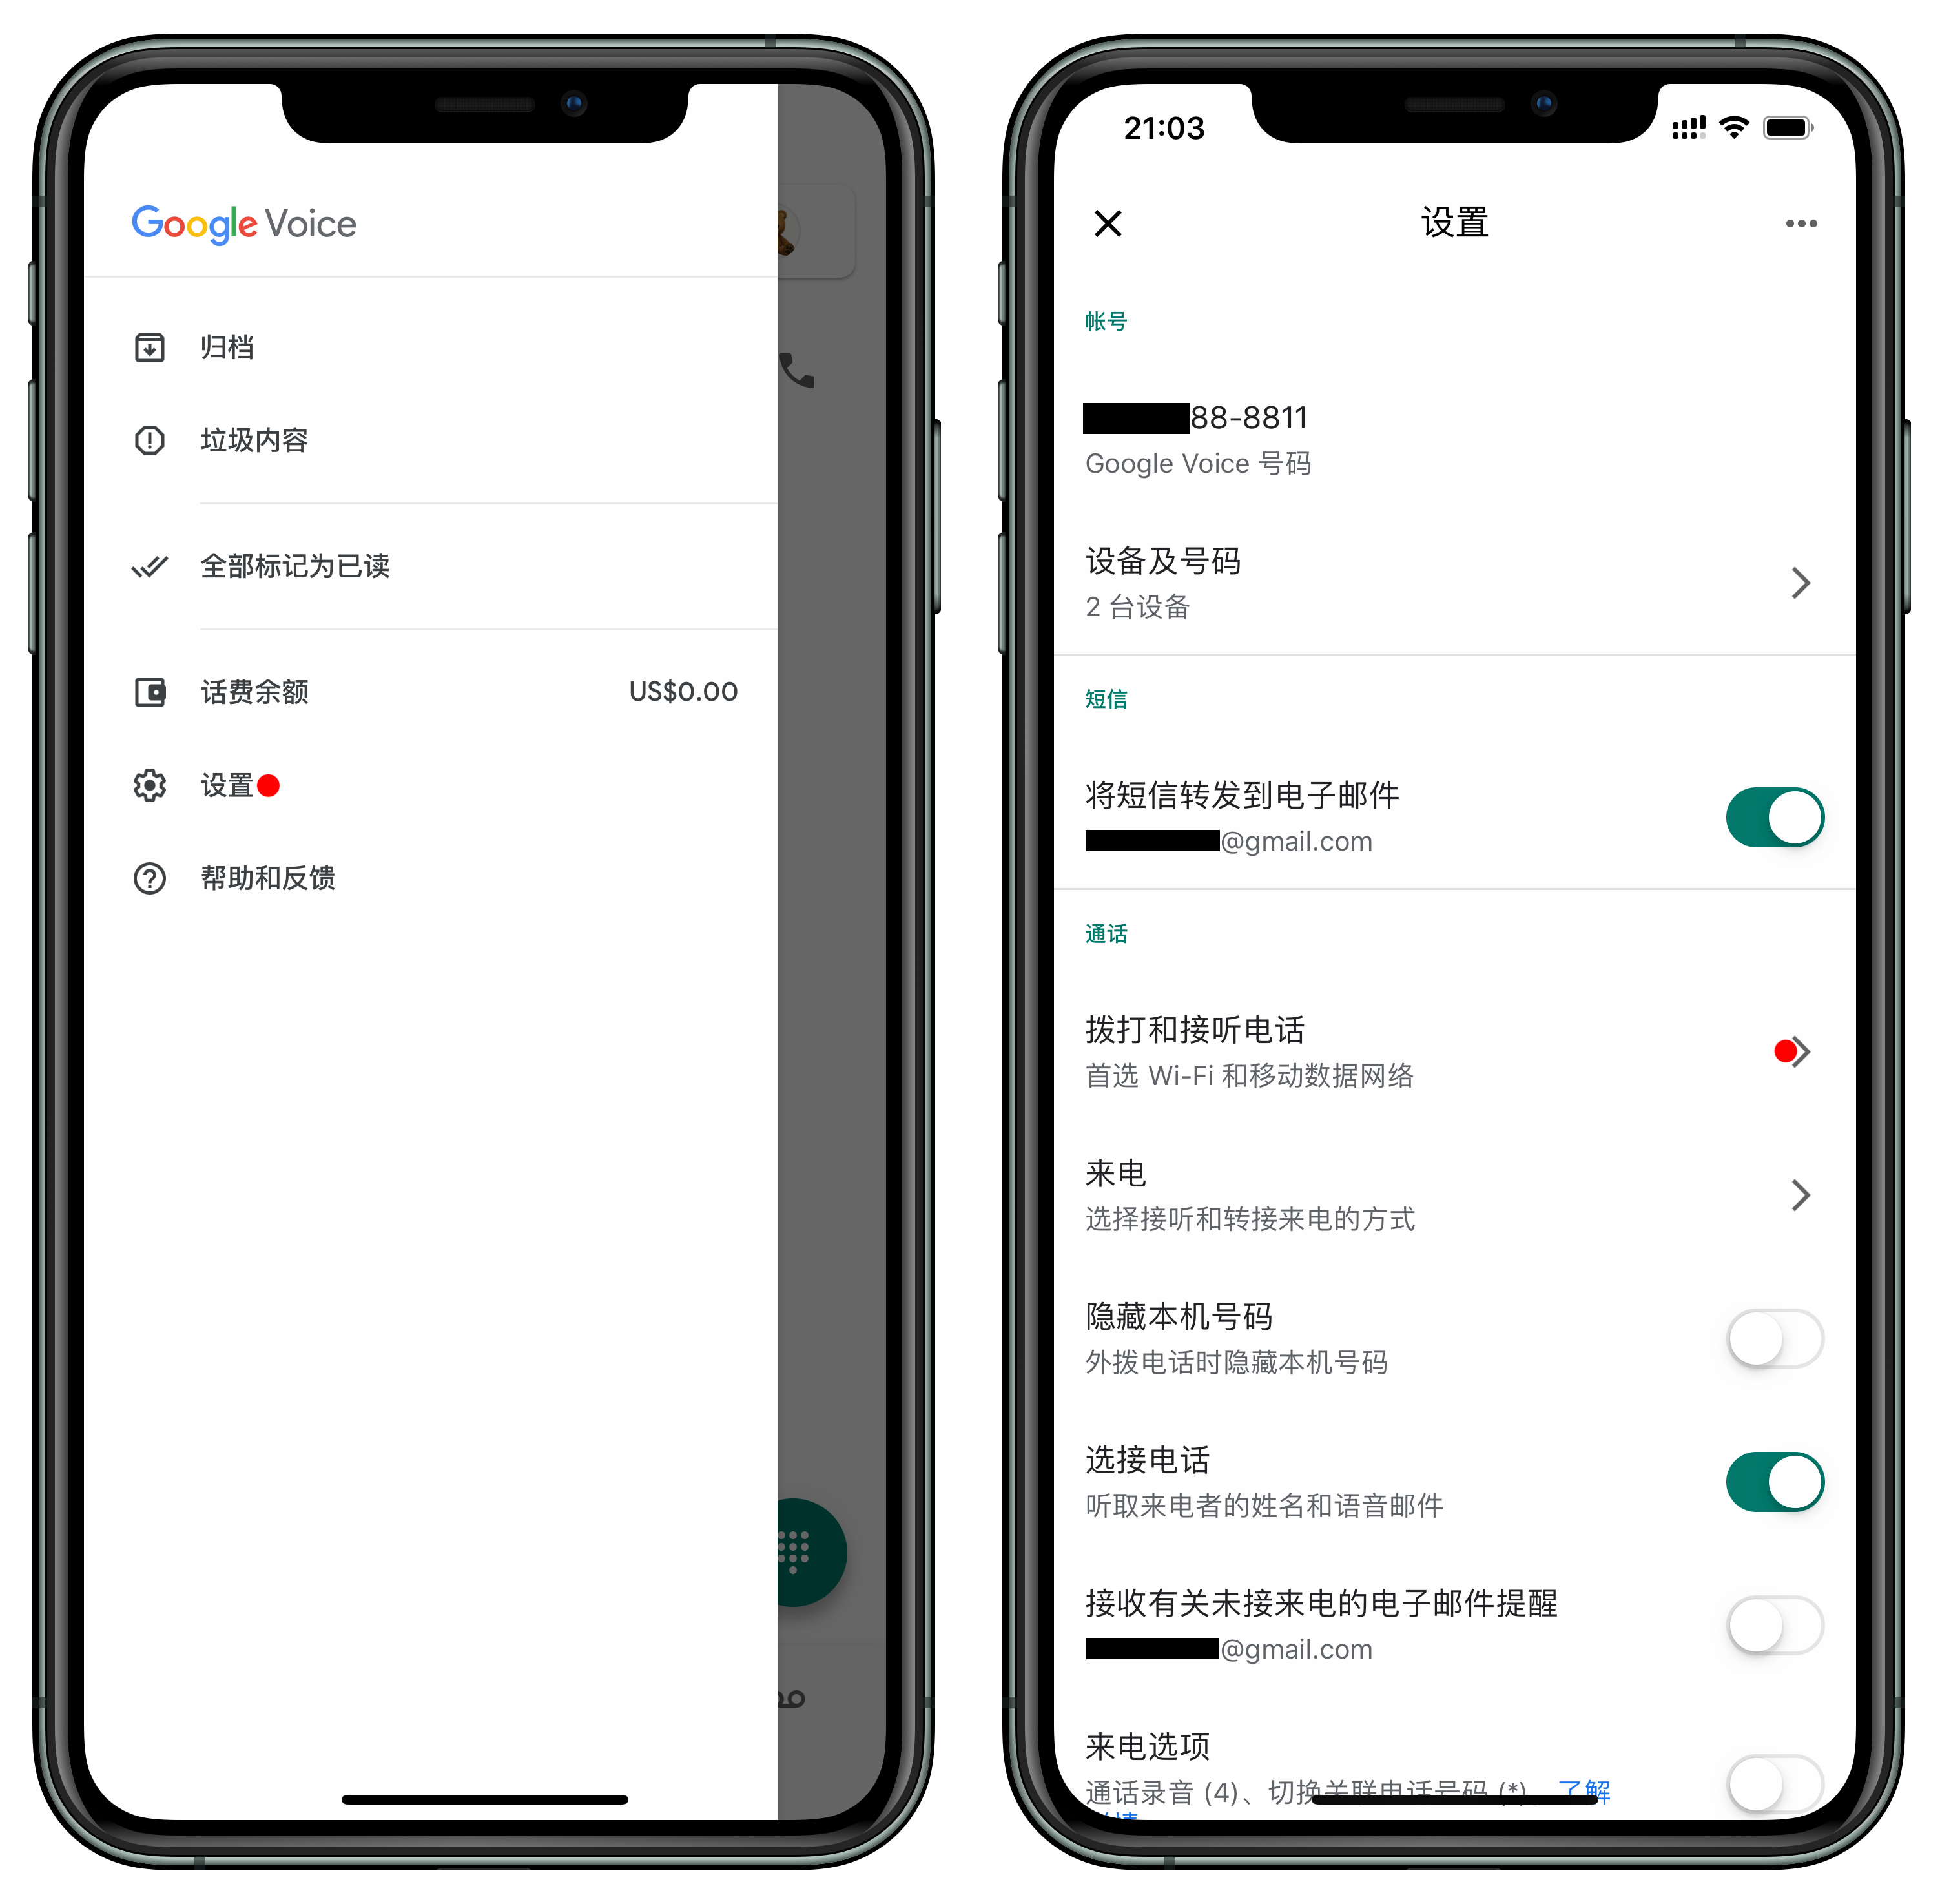 Google Voice
归档
垃圾内容
全部标记为已读
话费余额 US$0.00
设置
帮助和反馈
21:03
设置
帐号
88-8811
Google Voice 号码
设备及号码
2 台设备
短信
将短信转发到电子邮件
@gmail.com
通话
拨打和接听电话
首选 Wi-Fi 和移动数据网络
来电
选择接听和转接来电的方式
隐藏本机号码
外拨电话时隐藏本机号码
选接电话
听取来电者的姓名和语音邮件
接收有关未接来电的电子邮件提醒
@gmail.com
来电选项
通话录音 (4)、切换关联电话号码 (*)。 了解